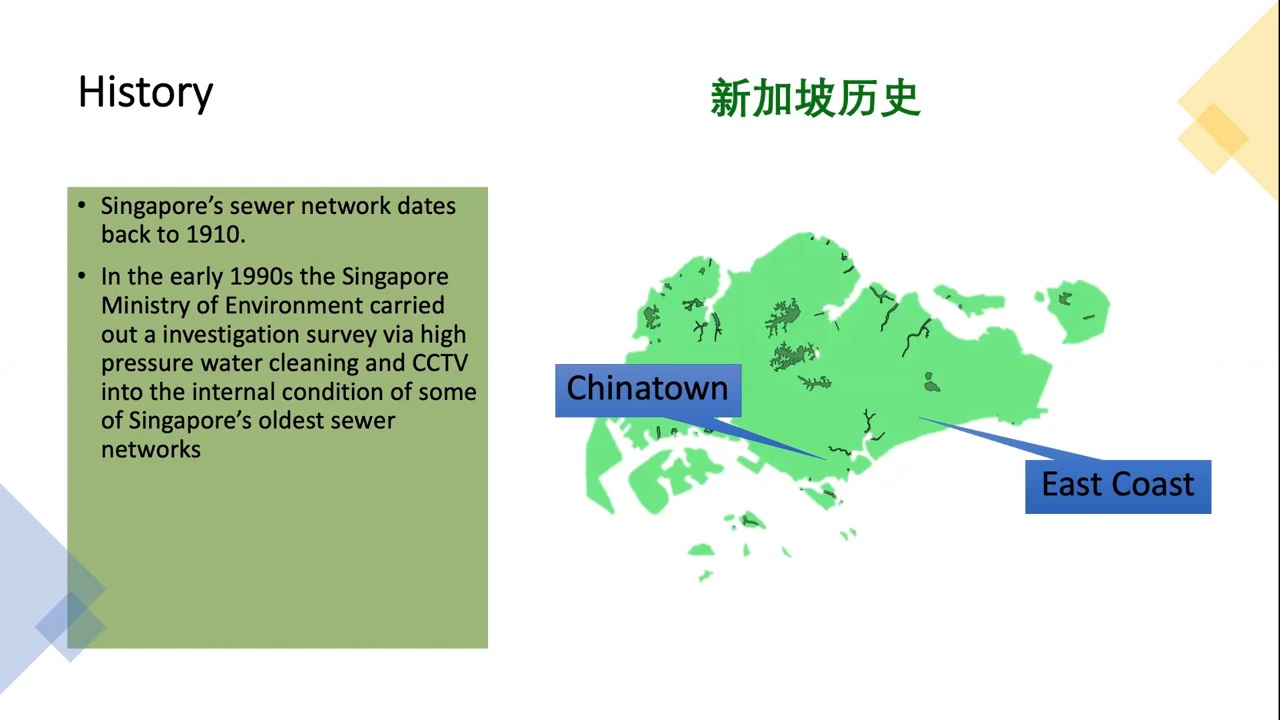 History
新加坡历史
• Singapore’s sewer network dates
back to 1910.
• In the early 1990s the Singapore
Ministry of Environment carried
out a investigation survey via high
pressure water cleaning and CCTV
into the internal condition of some
of Singapore’s oldest sewer
networks
Chinatown
East Coast